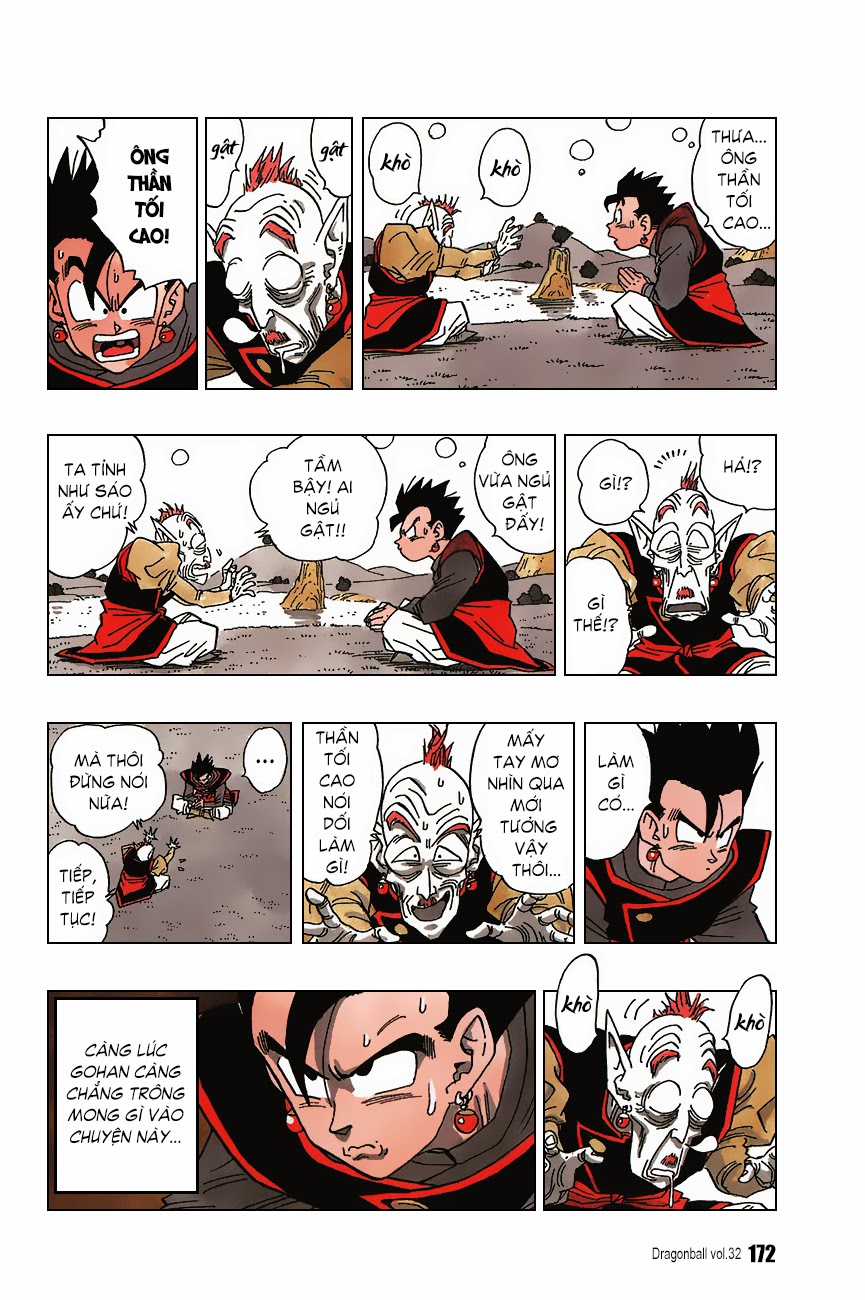 THƯA...
ÔNG
THẦN
TỐI
CAO...
khò
khò
gật
gật
ÔNG
THẦN
TỐI
CAO!
HẢ!?
GÌ!?
GÌ
THẾ!?
ÔNG
VỪA NGỦ
GẬT
ĐẤY!
TẦM
BẬY! AI
NGỦ
GẬT!!
TA TỈNH
NHƯ SÁO
ẤY CHỨ!
LÀM
GÌ
CÓ...
MẤY
TAY MƠ
NHÌN QUA
MỚI
TƯỞNG
VẬY
THÔI...
THẦN
TỐI
CAO
NÓI
DỐI
LÀM
GÌ!
...
MÀ THÔI
ĐỪNG NÓI
NỮA!
TIẾP,
TIẾP
TỤC!
khò
khò
CÀNG LÚC
GOHAN CÀNG
CHẲNG TRÔNG
MONG GÌ VÀO
CHUYỆN NÀY...
Dragonball vol.32 172